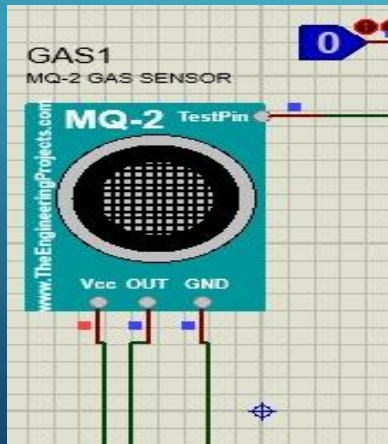 0
GAS1
MQ-2 GAS SENSOR
MQ-2 TestPin
www.TheEngineeringProjects.com
Vcc OUT GND